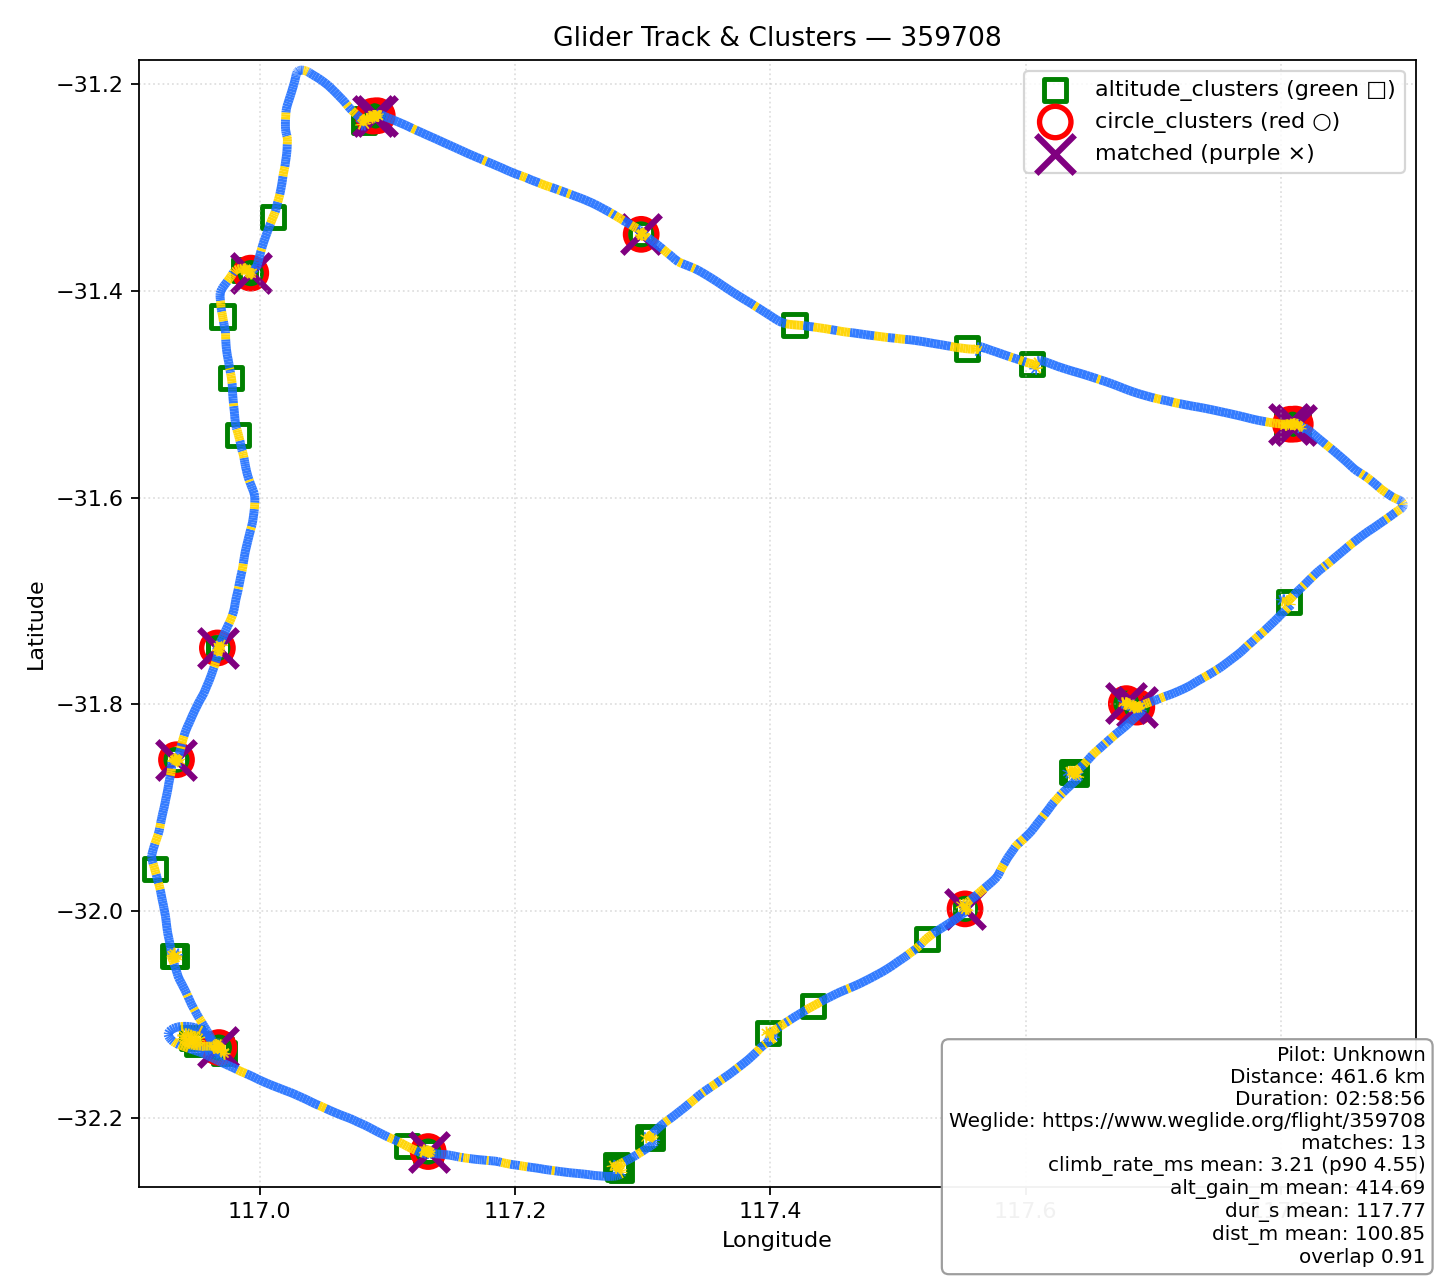 Glider Track & Clusters — 359708
altitude_clusters (green □)
circle_clusters (red ○)
matched (purple ×)
−31.2
−31.4
−31.6
−31.8
−32.0
−32.2
Latitude
117.0
117.2
117.4
117.6
Longitude
Pilot: Unknown
Distance: 461.6 km
Duration: 02:58:56
Weglide: https://www.weglide.org/flight/359708
matches: 13
climb_rate_ms mean: 3.21 (p90 4.55)
alt_gain_m mean: 414.69
dur_s mean: 117.77
dist_m mean: 100.85
overlap 0.91